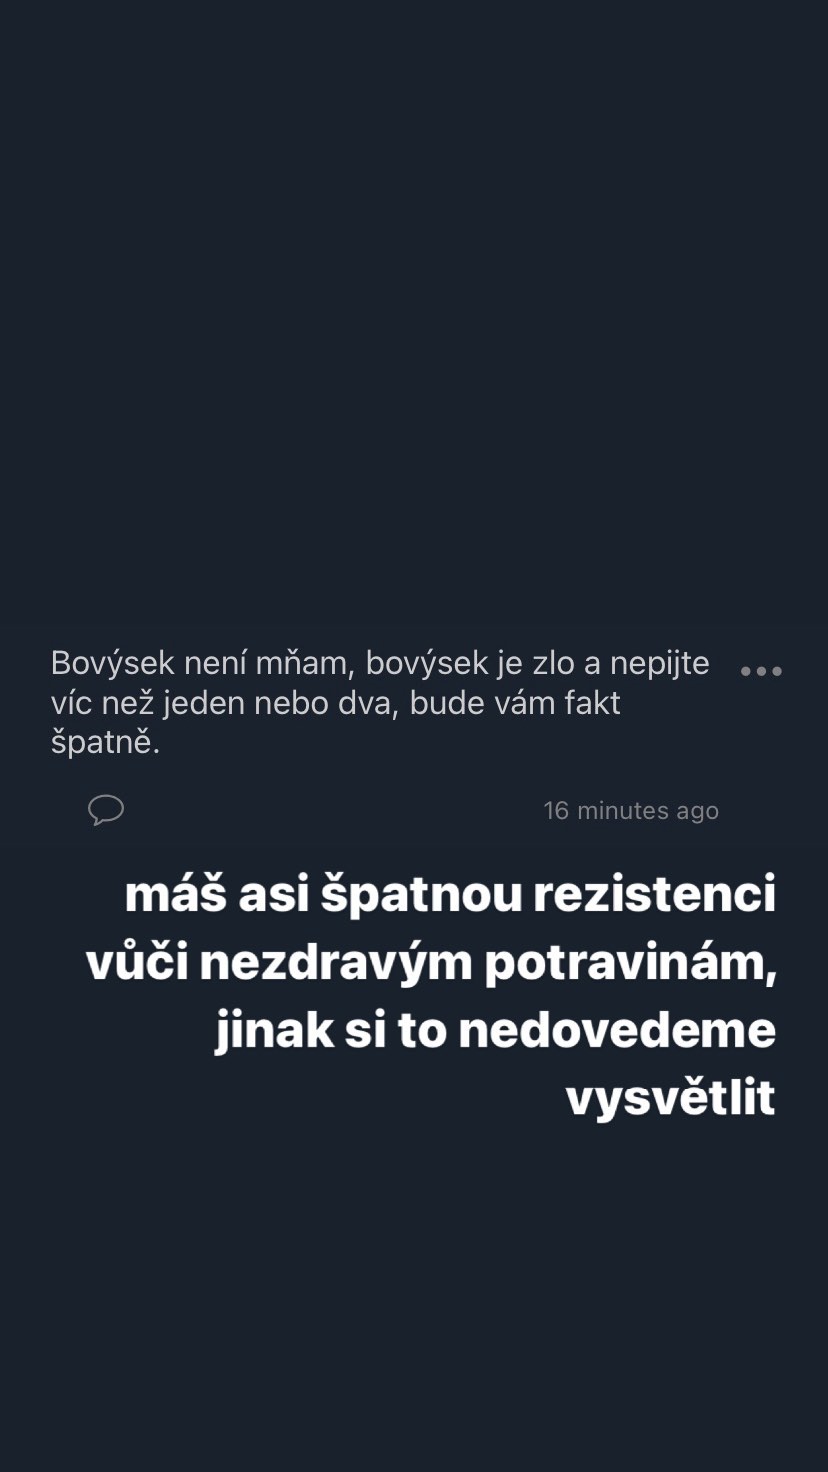 Bovýsek není mňam, bovýsek je zlo a nepijte
víc než jeden nebo dva, bude vám fakt
špatně.
16 minutes ago
máš asi špatnou rezistenci
vůči nezdravým potravinám,
jinak si to nedovedeme
vysvětlit